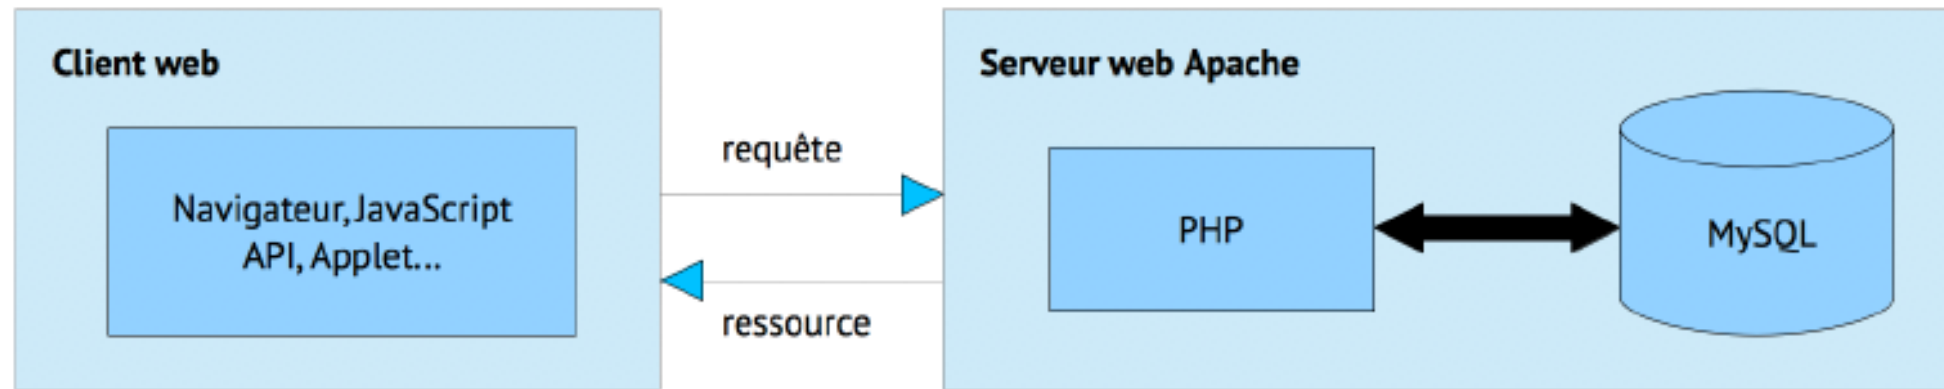 Client web
Navigateur, JavaScript
API, Applet...
requête
ressource
Serveur web Apache
PHP
MySQL